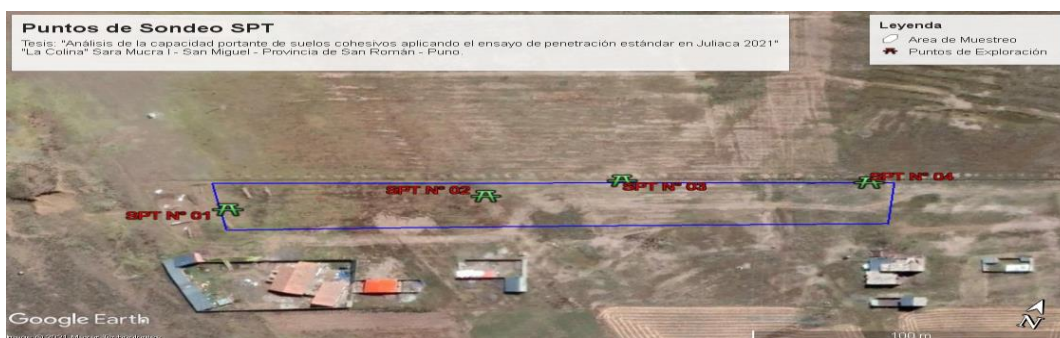 Puntos de Sondeo SPT
Tesis: "Análisis de la capacidad portante de suelos cohesivos aplicando el ensayo de penetración estándar en Juliaca 2021"
"La Colina" Sara Mucra I - San Miguel - Provincia de San Román - Puno.
Leyenda
Area de Muestreo
Puntos de Exploración
SPT N° 01
SPT N° 02
SPT N° 03
SPT N° 04
Google Earth
100 m
N